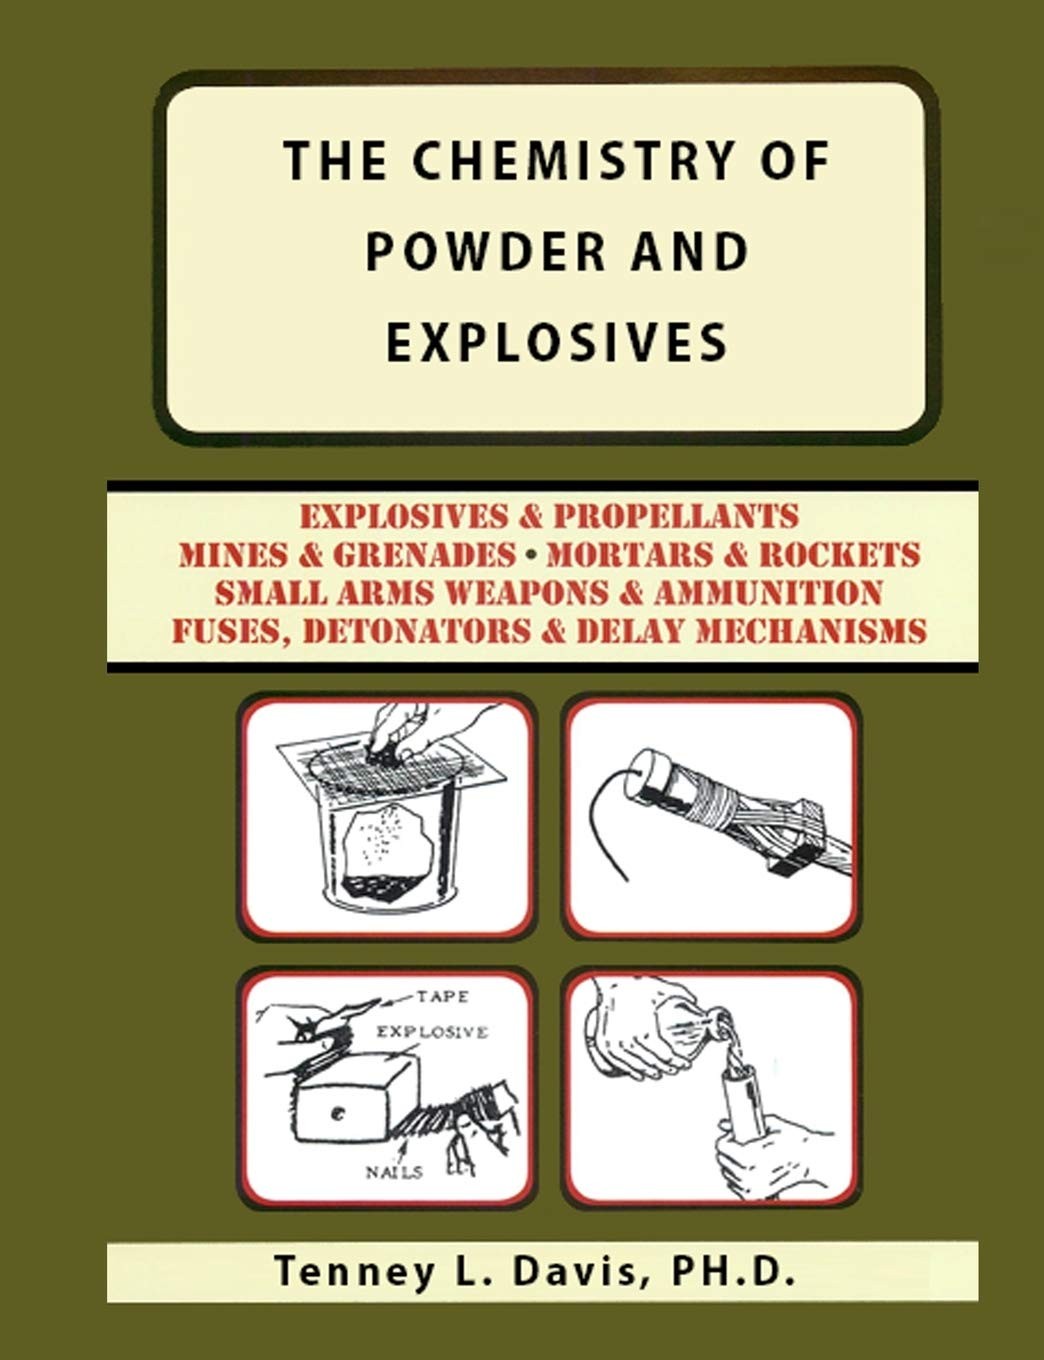 THE CHEMISTRY OF
POWDER AND
EXPLOSIVES
EXPLOSIVES & PROPELLANTS
MINES & GRENADES • MORTARS & ROCKETS
SMALL ARMS WEAPONS & AMMUNITION
FUSES, DETONATORS & DELAY MECHANISMS
TAPE
EXPLOSIVE
NAILS
Tenney L. Davis, PH.D.